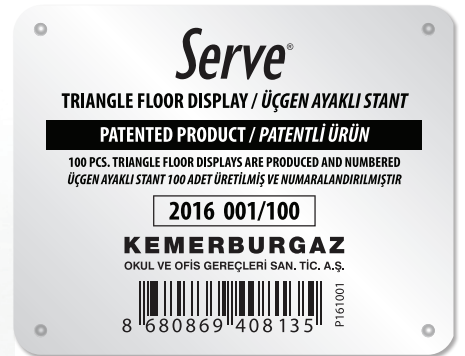 Serve®
TRIANGLE FLOOR DISPLAY / ÜÇGEN AYAKLI STANT
PATENTED PRODUCT / PATENTLİ ÜRÜN
100 PCS. TRIANGLE FLOOR DISPLAYS ARE PRODUCED AND NUMBERED
ÜÇGEN AYAKLI STANT 100 ADET ÜRETİLMİŞ VE NUMARALANDIRILMIŞTIR
2016 001/100
KEMERBURGAZ
OKUL VE OFİS GEREÇLERİ SAN. TİC. A.Ş.
8 680869 408135
P161001